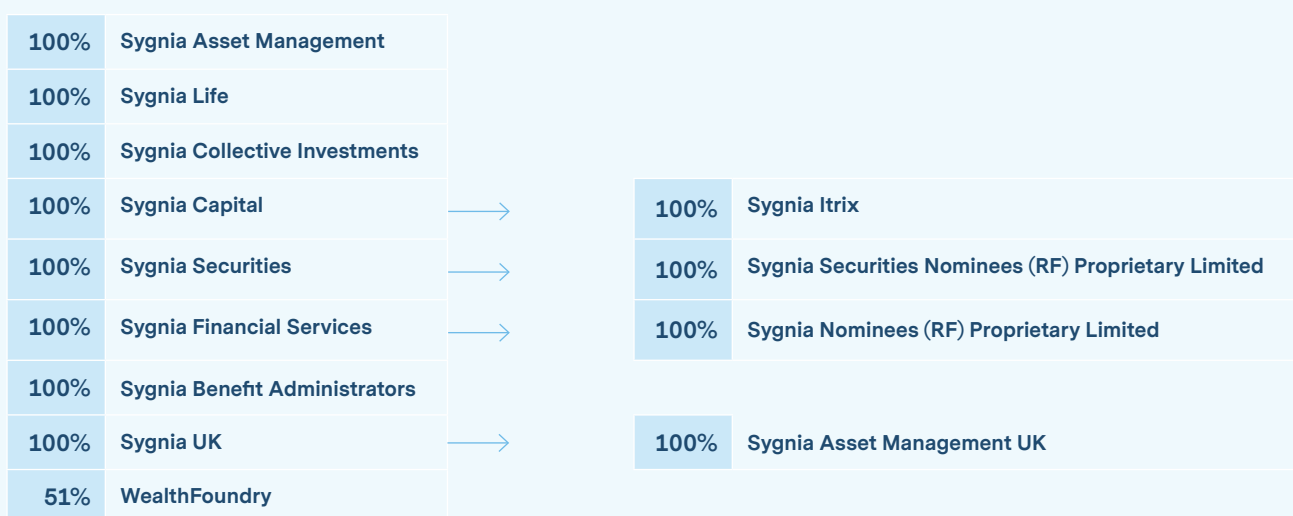 100% Sygnia Asset Management
100% Sygnia Life
100% Sygnia Collective Investments
100% Sygnia Capital
100% Sygnia Itrix
100% Sygnia Securities
100% Sygnia Securities Nominees (RF) Proprietary Limited
100% Sygnia Financial Services
100% Sygnia Nominees (RF) Proprietary Limited
100% Sygnia Benefit Administrators
100% Sygnia UK
100% Sygnia Asset Management UK
51% WealthFoundry